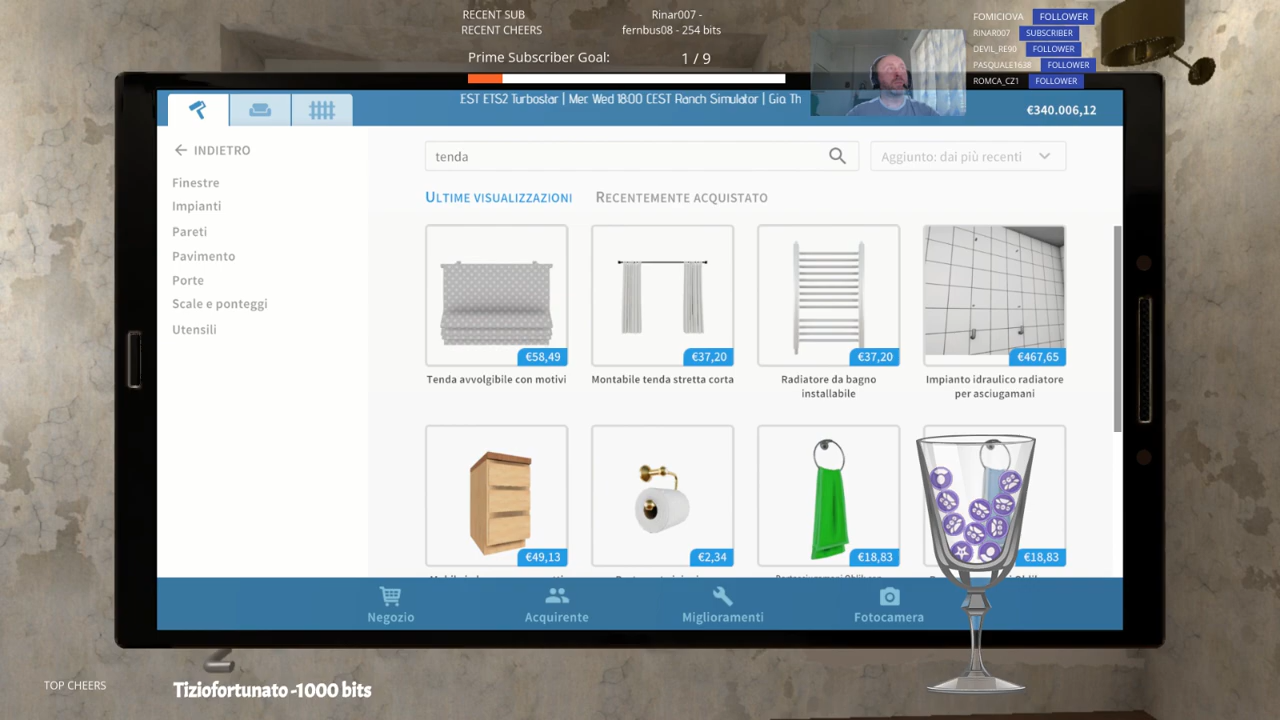 RECENT SUB
Rinar007 -
RECENT CHEERS
fernbus08 - 254 bits
Prime Subscriber Goal:
1 / 9
FOMICIOVA FOLLOWER
RINAR007 SUBSCRIBER
DEVIL_RE90 FOLLOWER
PASQUALE1638 FOLLOWER
ROMCA_CZ1 FOLLOWER
EST ETS2 Turbostar | Mer. Wed 18:00 CEST Ranch Simulator | Gio Th
€340.006,12
INDIETRO
Finestre
Impianti
Pareti
Pavimento
Porte
Scale e ponteggi
Utensili
tenda
Aggiunto: dai più recenti
ULTIME VISUALIZZAZIONI
RECENTEMENTE ACQUISTATO
€58,49
€37,20
€37,20
€467,65
Tenda avvolgibile con motivi
Montabile tenda stretta corta
Radiatore da bagno
installabile
Impianto idraulico radiatore
per asciugamani
€49,13
€2,34
€18,83
€18,83
Negozio
Acquirente
Miglioramenti
Fotocamera
TOP CHEERS
Tiziofortunato -1000 bits